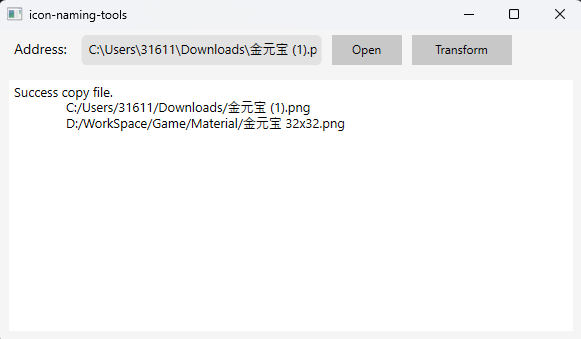 icon-naming-tools
Address: C:\Users\31611\Downloads\金元宝 (1).p Open Transform
Success copy file.
C:/Users/31611/Downloads/金元宝 (1).png
D:/WorkSpace/Game/Material/金元宝 32x32.png